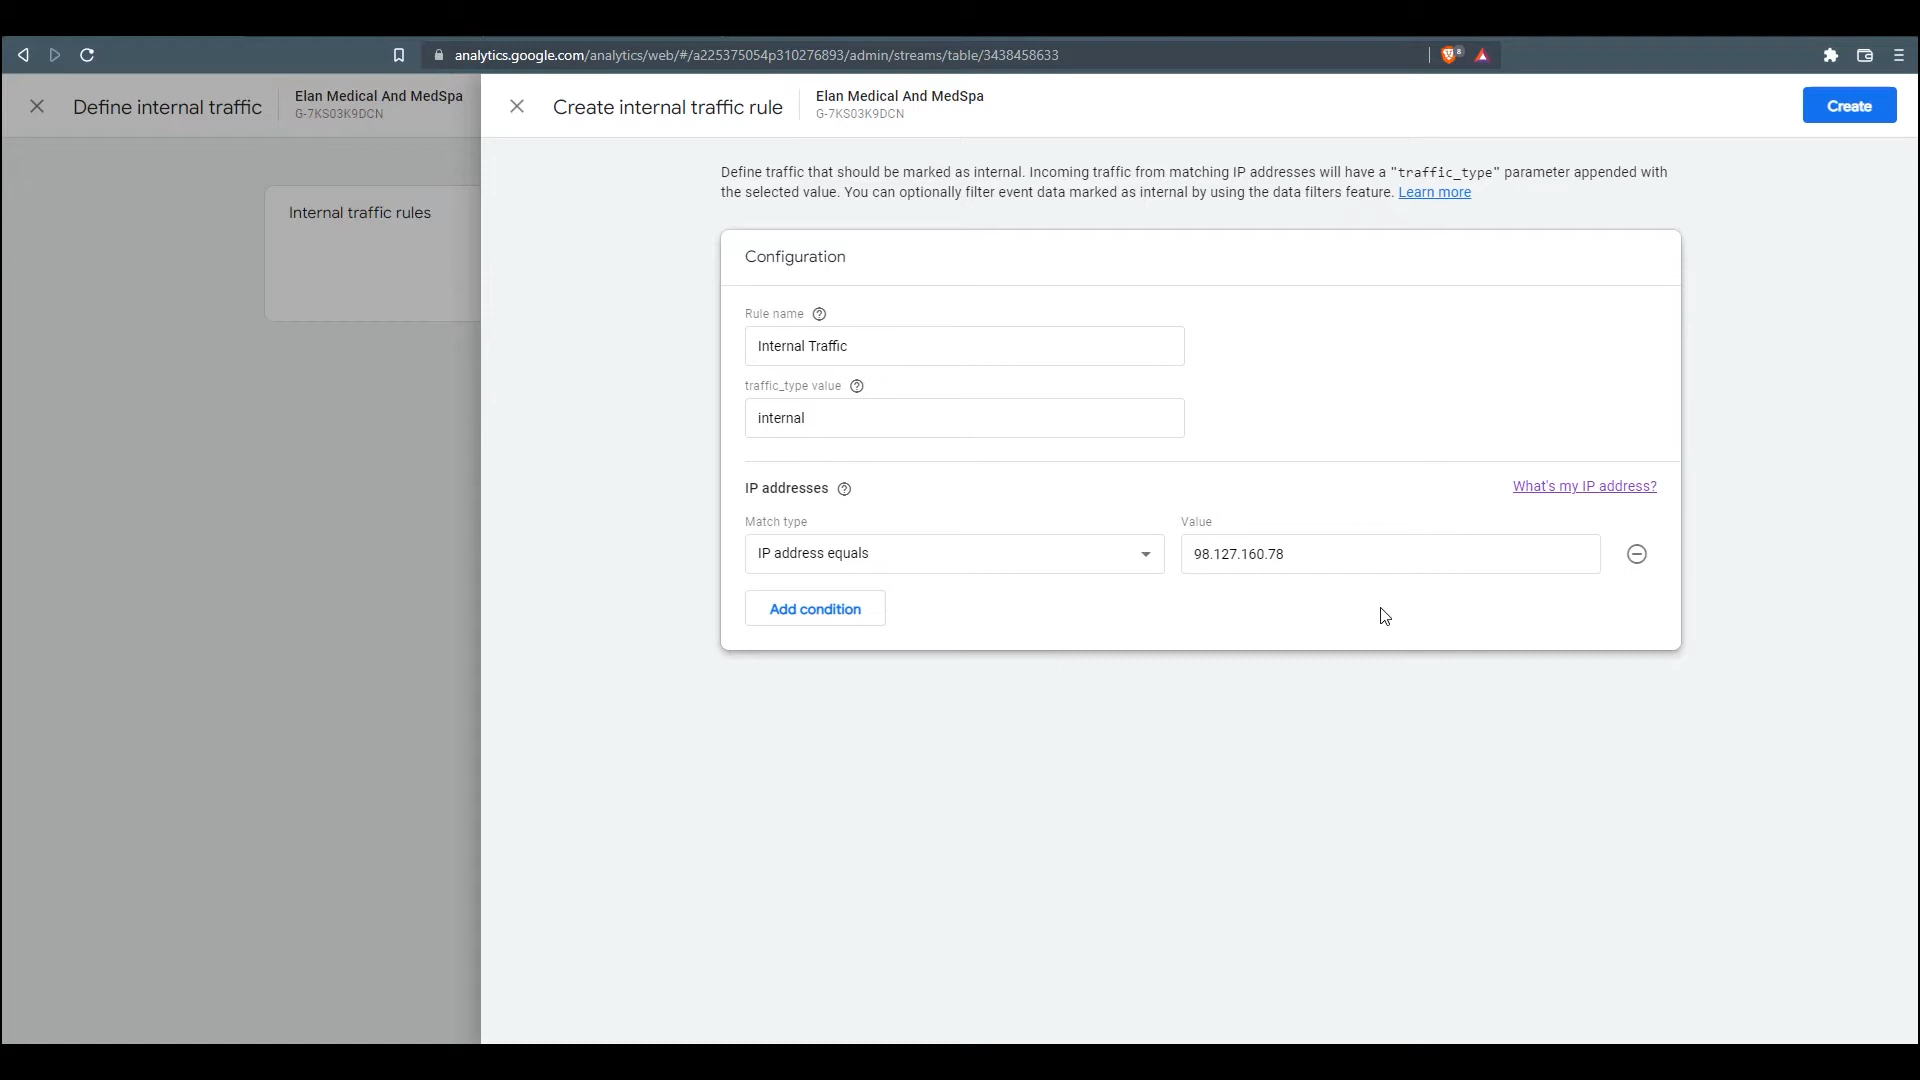 analytics.google.com/analytics/web/#/a225375054p310276893/admin/streams/table/3438458633
8
Define internal traffic
Elan Medical And MedSpa
G-7KS03K9DCN
Create internal traffic rule
Elan Medical And MedSpa
G-7KS03K9DCN
Create
Internal traffic rules
Define traffic that should be marked as internal. Incoming traffic from matching IP addresses will have a "traffic_type" parameter appended with
the selected value. You can optionally filter event data marked as internal by using the data filters feature. Learn more
Configuration
Rule name
Internal Traffic
traffic_type value
internal
IP addresses
What's my IP address?
Match type
Value
IP address equals
98.127.160.78
Add condition